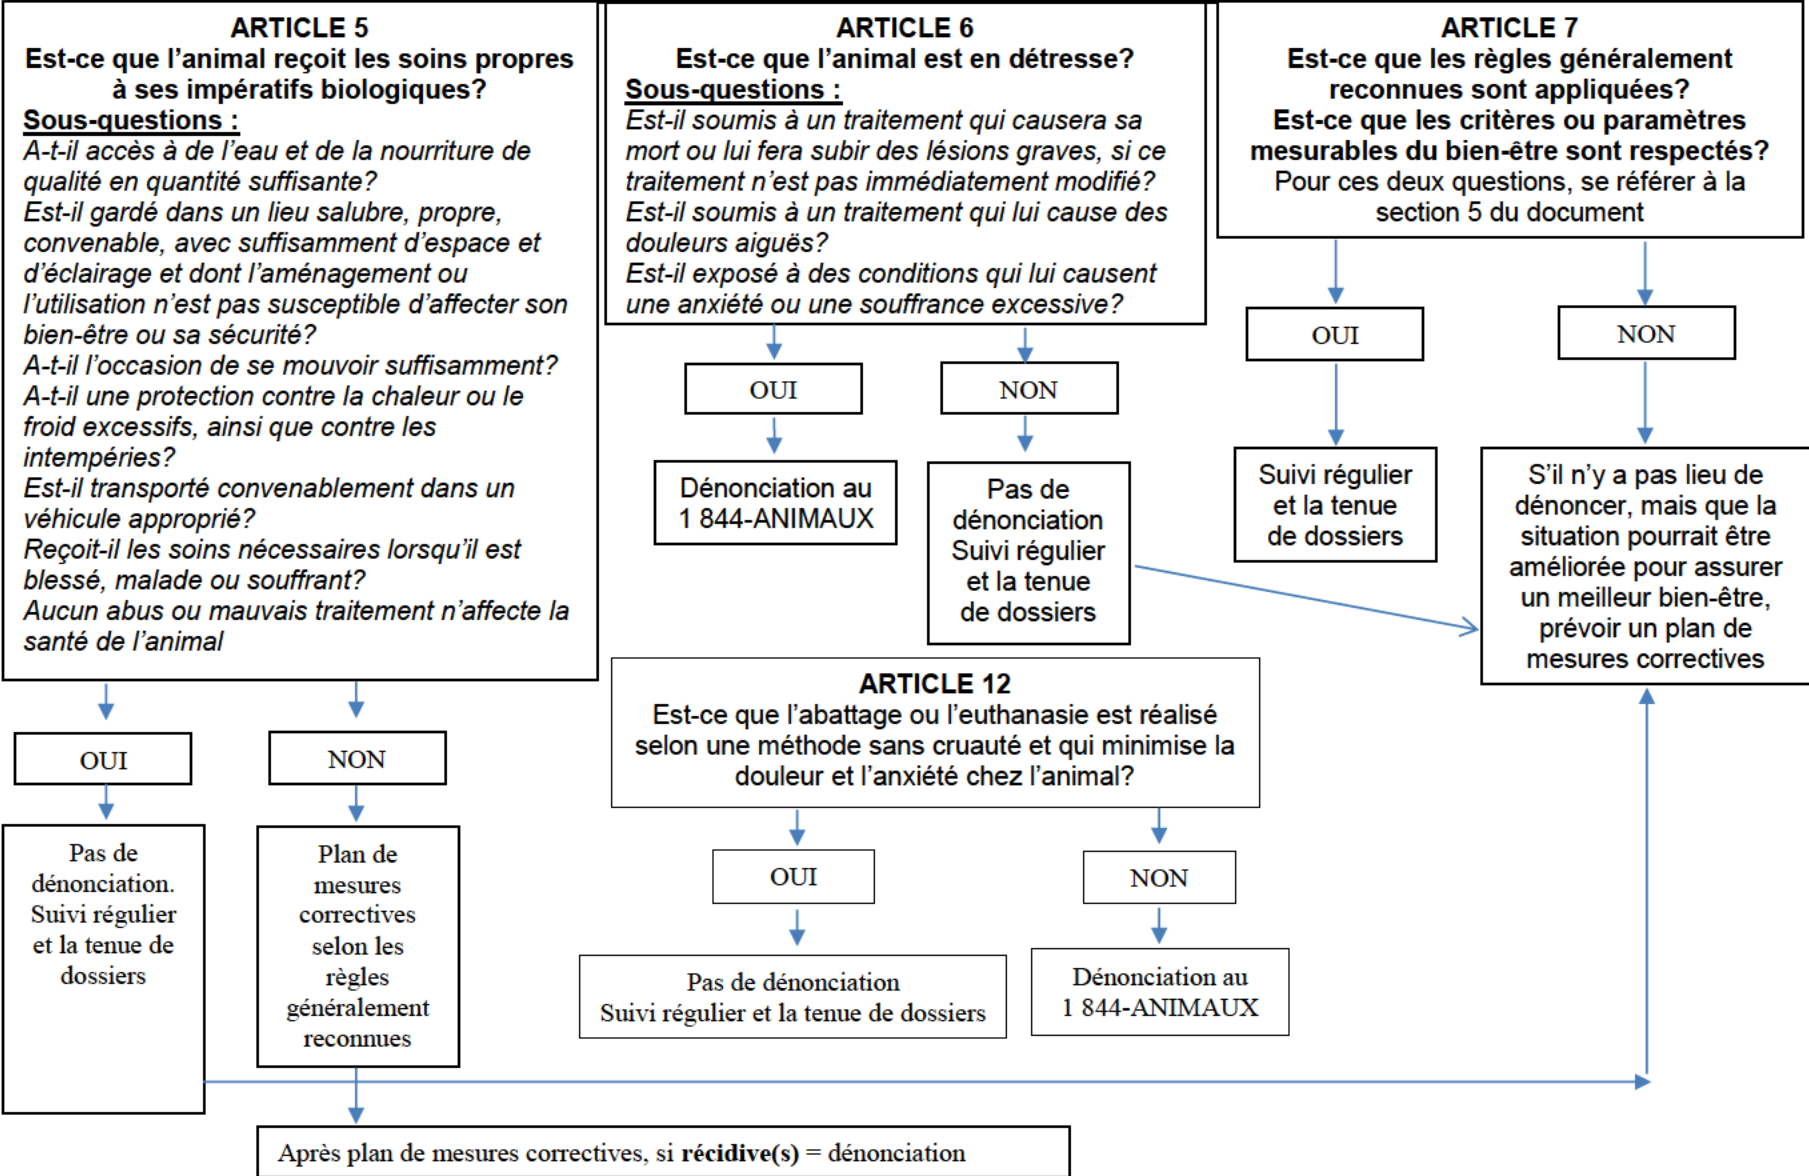 ARTICLE 5
Est-ce que l'animal reçoit les soins propres
à ses impératifs biologiques?
Sous-questions :
A-t-il accès à de l'eau et de la nourriture de
qualité en quantité suffisante?
Est-il gardé dans un lieu salubre, propre,
convenable, avec suffisamment d'espace et
d'éclairage et dont l'aménagement ou
l'utilisation n'est pas susceptible d'affecter son
bien-être ou sa sécurité?
A-t-il l'occasion de se mouvoir suffisamment?
A-t-il une protection contre la chaleur ou le
froid excessifs, ainsi que contre les
intempéries?
Est-il transporté convenablement dans un
véhicule approprié?
Reçoit-il les soins nécessaires lorsqu'il est
blessé, malade ou souffrant?
Aucun abus ou mauvais traitement n'affecte la
santé de l'animal
OUI
NON
Pas de
dénonciation.
Suivi régulier
et la tenue de
dossiers
Plan de
mesures
correctives
selon les
règles
généralement
reconnues
Après plan de mesures correctives, si récidive(s) = dénonciation
ARTICLE 6
Est-ce que l'animal est en détresse?
Sous-questions :
Est-il soumis à un traitement qui causera sa
mort ou lui fera subir des lésions graves, si ce
traitement n'est pas immédiatement modifié?
Est-il soumis à un traitement qui lui cause des
douleurs aiguës?
Est-il exposé à des conditions qui lui causent
une anxiété ou une souffrance excessive?
OUI
NON
Dénonciation au
1 844-ANIMAUX
Pas de
dénonciation
Suivi régulier
et la tenue
de dossiers
ARTICLE 12
Est-ce que l'abattage ou l'euthanasie est réalisé
selon une méthode sans cruauté et qui minimise la
douleur et l'anxiété chez l'animal?
OUI
NON
Pas de dénonciation
Suivi régulier et la tenue de dossiers
Dénonciation au
1 844-ANIMAUX
ARTICLE 7
Est-ce que les règles généralement
reconnues sont appliquées?
Est-ce que les critères ou paramètres
mesurables du bien-être sont respectés?
Pour ces deux questions, se référer à la
section 5 du document
OUI
NON
Suivi régulier
et la tenue
de dossiers
S'il n'y a pas lieu de
dénoncer, mais que la
situation pourrait être
améliorée pour assurer
un meilleur bien-être,
prévoir un plan de
mesures correctives